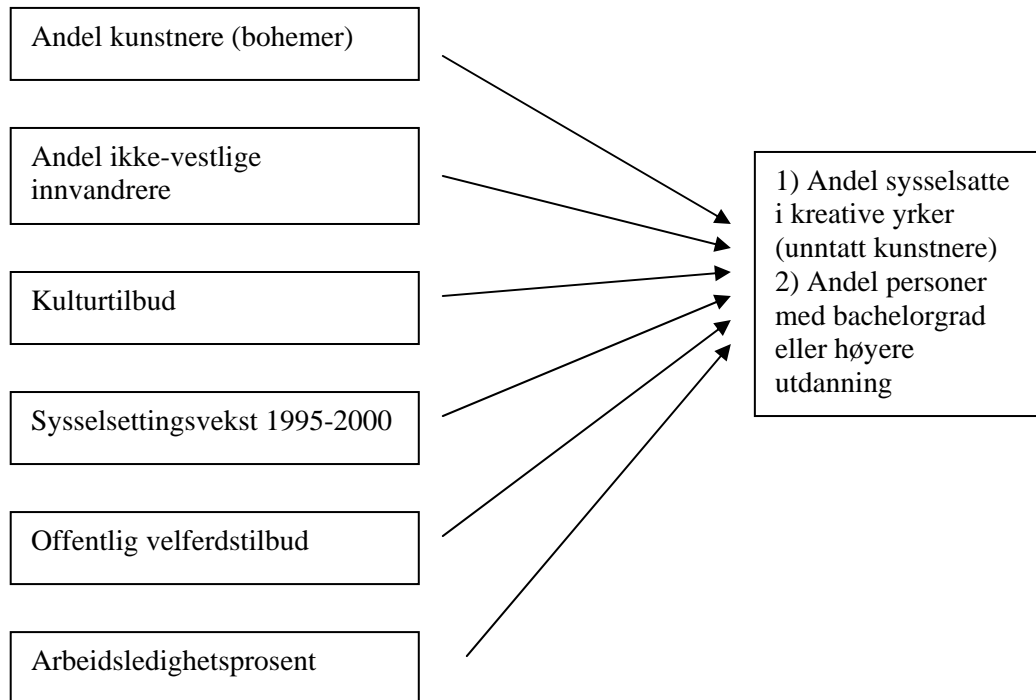 Andel kunstnere (bohemer)
Andel ikke-vestlige
innvandrere
Kulturtilbud
Sysselsettingsvekst 1995-2000
Offentlig velferdstilbud
Arbeidsledighetsprosent
1) Andel sysselsatte
i kreative yrker
(unntatt kunstnere)
2) Andel personer
med bachelorgrad
eller høyere
utdanning